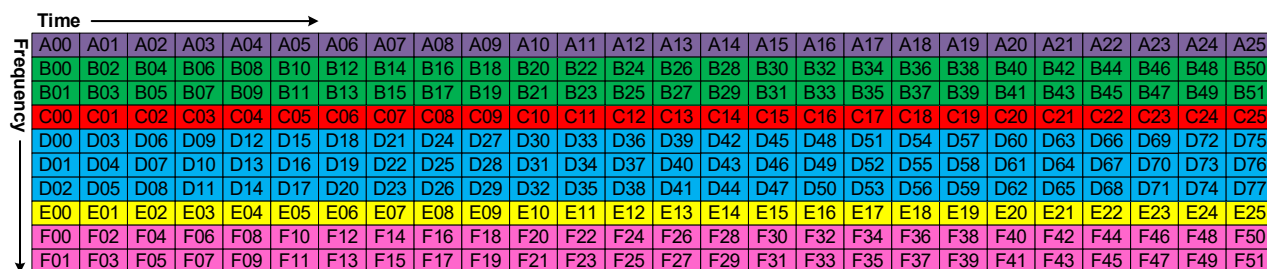 Time
Frequency
A00 A01 A02 A03 A04 A05 A06 A07 A08 A09 A10 A11 A12 A13 A14 A15 A16 A17 A18 A19 A20 A21 A22 A23 A24 A25
B00 B02 B04 B06 B08 B10 B12 B14 B16 B18 B20 B22 B24 B26 B28 B30 B32 B34 B36 B38 B40 B42 B44 B46 B48 B50
B01 B03 B05 B07 B09 B11 B13 B15 B17 B19 B21 B23 B25 B27 B29 B31 B33 B35 B37 B39 B41 B43 B45 B47 B49 B51
C00 C01 C02 C03 C04 C05 C06 C07 C08 C09 C10 C11 C12 C13 C14 C15 C16 C17 C18 C19 C20 C21 C22 C23 C24 C25
D00 D03 D06 D09 D12 D15 D18 D21 D24 D27 D30 D33 D36 D39 D42 D45 D48 D51 D54 D57 D60 D63 D66 D69 D72 D75
D01 D04 D07 D10 D13 D16 D19 D22 D25 D28 D31 D34 D37 D40 D43 D46 D49 D52 D55 D58 D61 D64 D67 D70 D73 D76
D02 D05 D08 D11 D14 D17 D20 D23 D26 D29 D32 D35 D38 D41 D44 D47 D50 D53 D56 D59 D62 D65 D68 D71 D74 D77
E00 E01 E02 E03 E04 E05 E06 E07 E08 E09 E10 E11 E12 E13 E14 E15 E16 E17 E18 E19 E20 E21 E22 E23 E24 E25
F00 F02 F04 F06 F08 F10 F12 F14 F16 F18 F20 F22 F24 F26 F28 F30 F32 F34 F36 F38 F40 F42 F44 F46 F48 F50
F01 F03 F05 F07 F09 F11 F13 F15 F17 F19 F21 F23 F25 F27 F29 F31 F33 F35 F37 F39 F41 F43 F45 F47 F49 F51